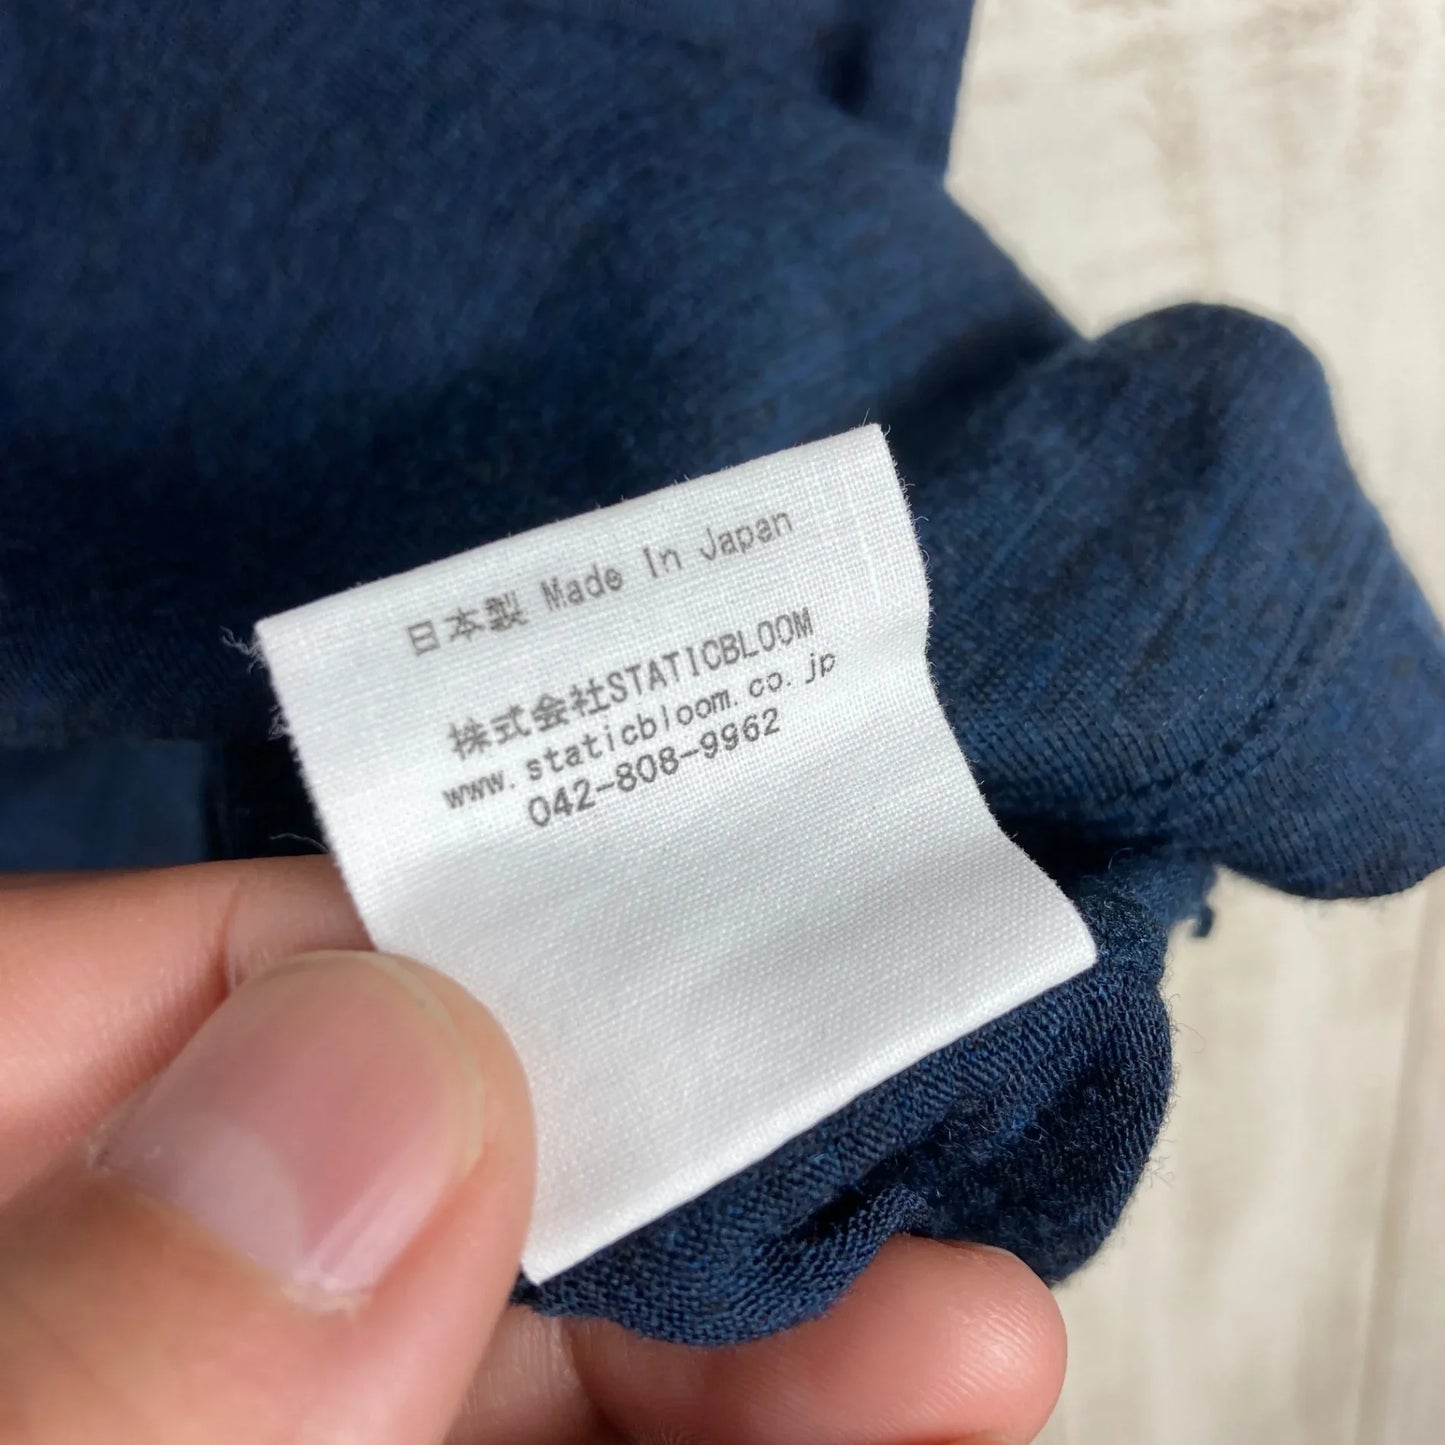 日本製 Made In Japan
株式会社STATICBLOOM
www.staticbloom.co.jp
042-808-9962